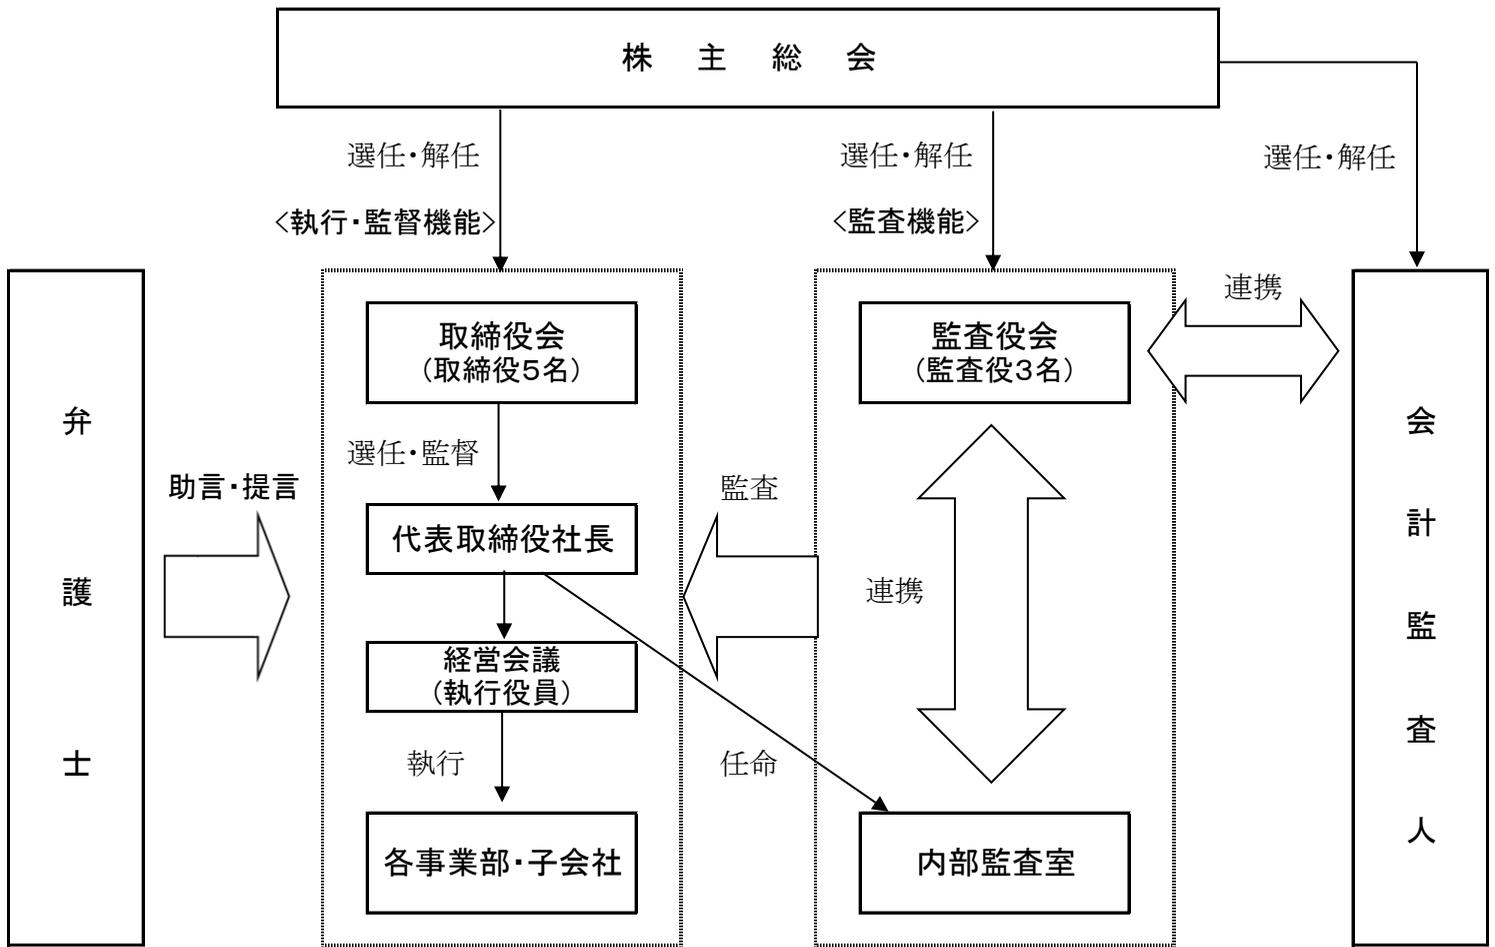 株主総会
選任・解任
選任・解任
選任・解任
<執行・監督機能>
<監査機能>
連携
取締役会
（取締役５名）
監査役会
（監査役３名）
選任・監督
助言・提言
監査
代表取締役社長
連携
経営会議
（執行役員）
執行
任命
各事業部・子会社
内部監査室
弁護士
会計監査人